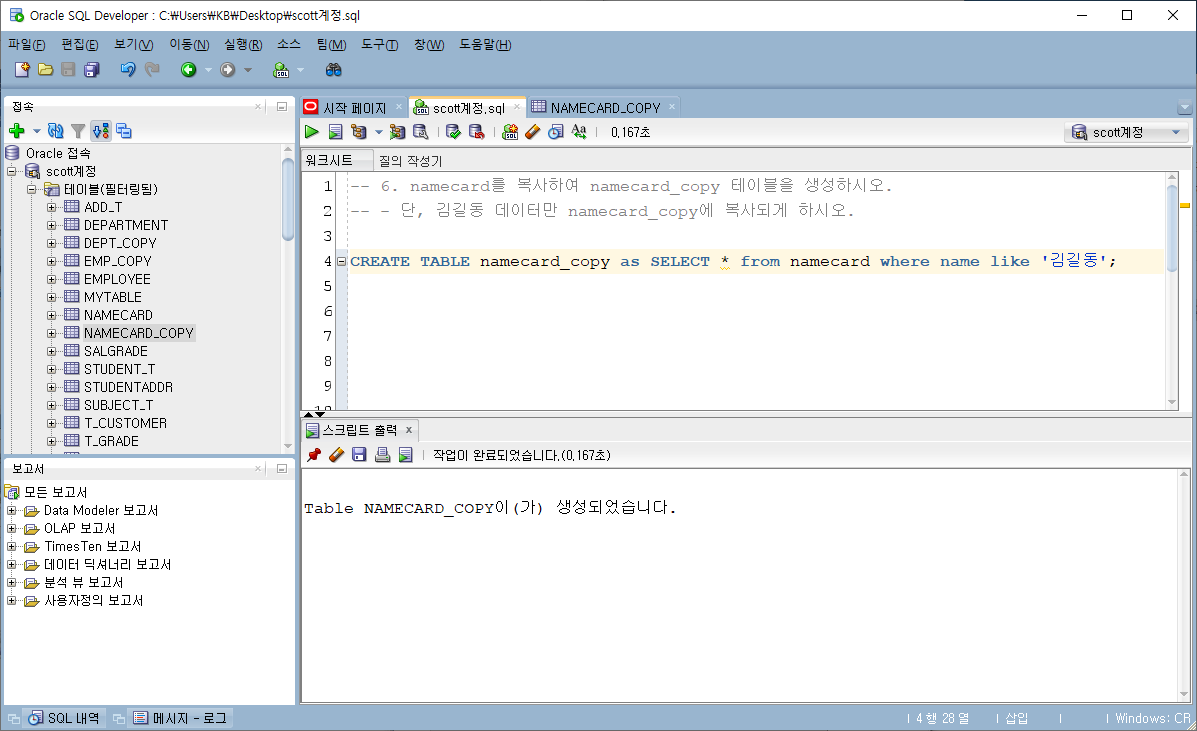 Oracle SQL Developer : C:₩Users₩KB₩Desktop₩scott계정.sql
파일(F) 편집(E) 보기(V) 이동(N) 실행(R) 소스 팀(M) 도구(T) 창(W) 도움말(H)
접속
Oracle 접속
scott계정
테이블(필터링됨)
ADD_T
DEPARTMENT
DEPT_COPY
EMP_COPY
EMPLOYEE
MYTABLE
NAMECARD
NAMECARD_COPY
SALGRADE
STUDENT_T
STUDENTADDR
SUBJECT_T
T_CUSTOMER
T_GRADE
보고서
모든 보고서
Data Modeler 보고서
OLAP 보고서
TimesTen 보고서
데이터 딕셔너리 보고서
분석 뷰 보고서
사용자정의 보고서
시작 페이지 scott계정.sql NAMECARD_COPY
0.167초 scott계정
워크시트 질의 작성기
1 -- 6. namecard를 복사하여 namecard_copy 테이블을 생성하시오.
2 -- - 단, 김길동 데이터만 namecard_copy에 복사되게 하시오.
3
4 CREATE TABLE namecard_copy as SELECT * from namecard where name like '김길동';
5
6
7
8
9
10
스크립트 출력
작업이 완료되었습니다.(0.167초)
Table NAMECARD_COPY이(가) 생성되었습니다.
SQL 내역 메시지 - 로그 4 행 28 열 삽입 Windows: CR